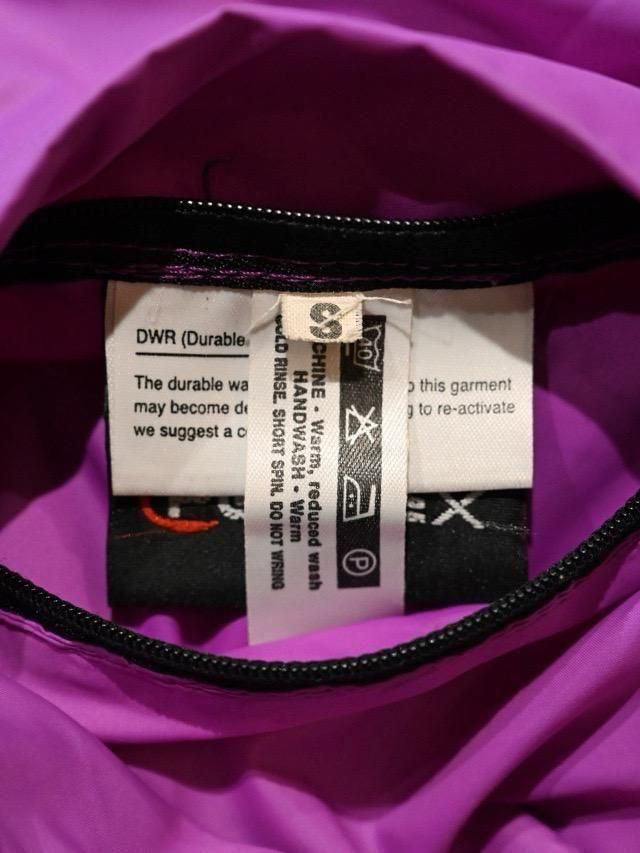 S
DWR (Durable
The durable wa
may become de
we suggest a c
o this garment
g to re-activate
CHINE - Warm, reduced wash
HANDWASH - Warm
COLD RINSE. SHORT SPIN. DO NOT WRING
40
P